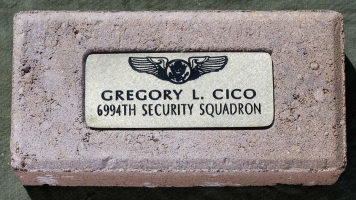 GREGORY L. CICO
6994TH SECURITY SQUADRON